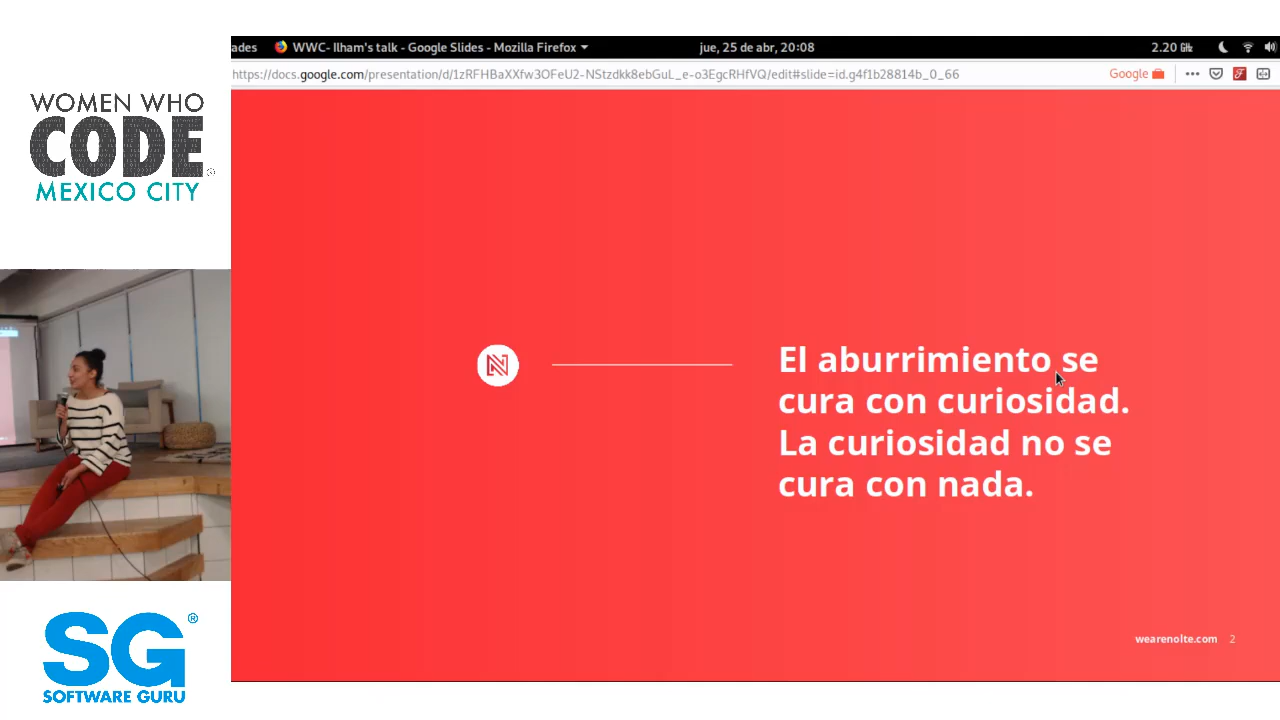 ades WWC- Ilham's talk - Google Slides - Mozilla Firefox jue, 25 de abr, 20:08 2.20 GHz
https://docs.google.com/presentation/d/1zRFHBaXXfw3OFeU2-NStzdkk8ebGuL_e-o3EgcRHfVQ/edit#slide=id.g4f1b28814b_0_66 Google
WOMEN WHO
CODE
MEXICO CITY
El aburrimiento se
cura con curiosidad.
La curiosidad no se
cura con nada.
wearenolte.com 2
SG®
SOFTWARE GURU